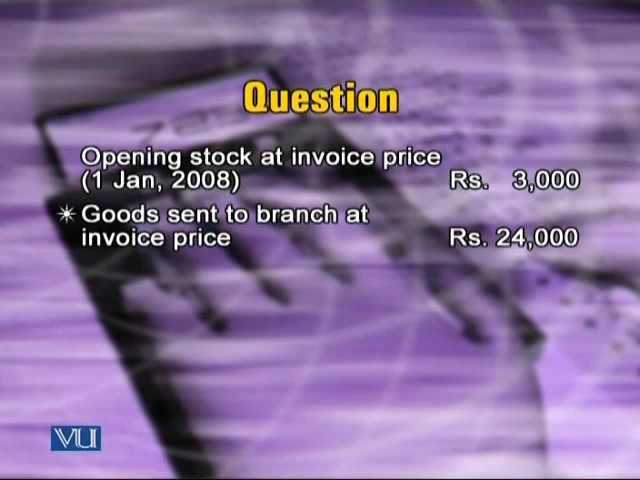 Question
Opening stock at invoice price
(1 Jan, 2008) Rs. 3,000
Goods sent to branch at
invoice price Rs. 24,000
VU